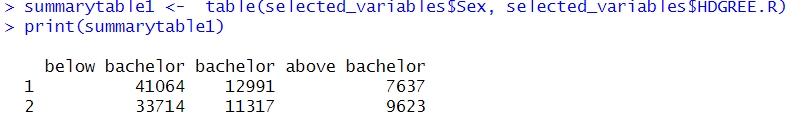 > summarytable1 <-  table(selected_variables$Sex, selected_variables$HDGREE.R)
> print(summarytable1)
below bachelor bachelor above bachelor
1 41064 12991 7637
2 33714 11317 9623